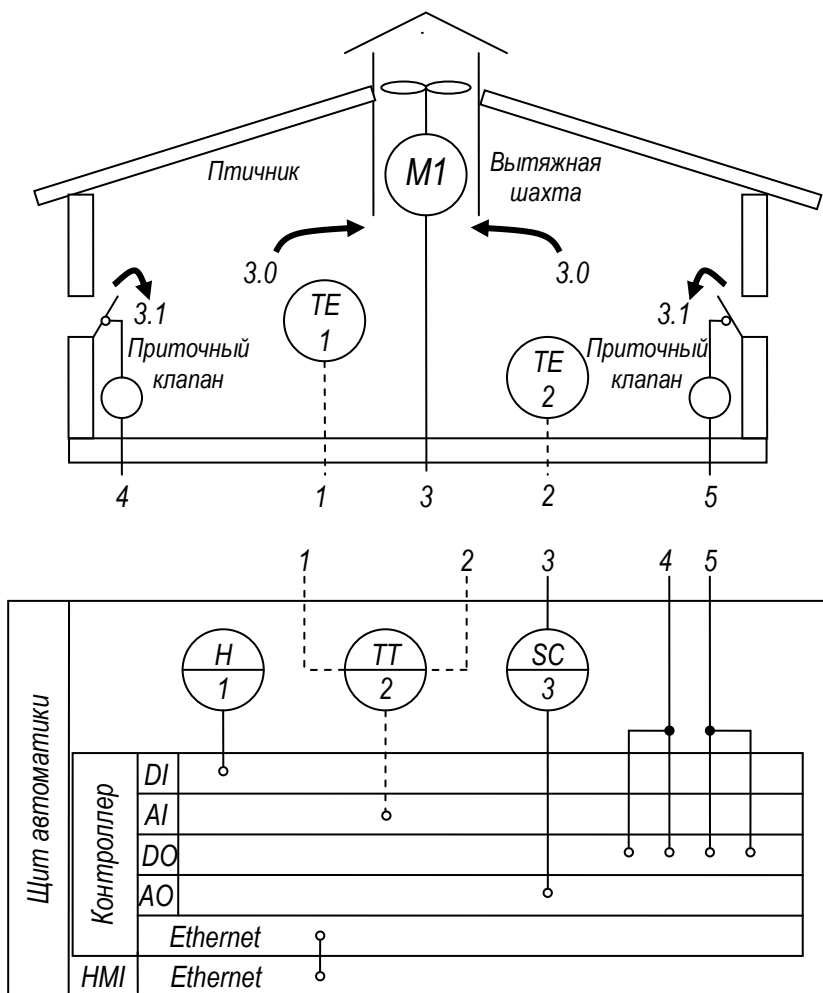 Птичник
M1
Вытяжная
шахта
3.0
3.0
3.1
3.1
TE
1
TE
2
Приточный
клапан
Приточный
клапан
4
1
3
2
5
1
2
3
4
5
H
1
TT
2
SC
3
Щит автоматики
Контроллер
DI
AI
DO
AO
Ethernet
HMI
Ethernet